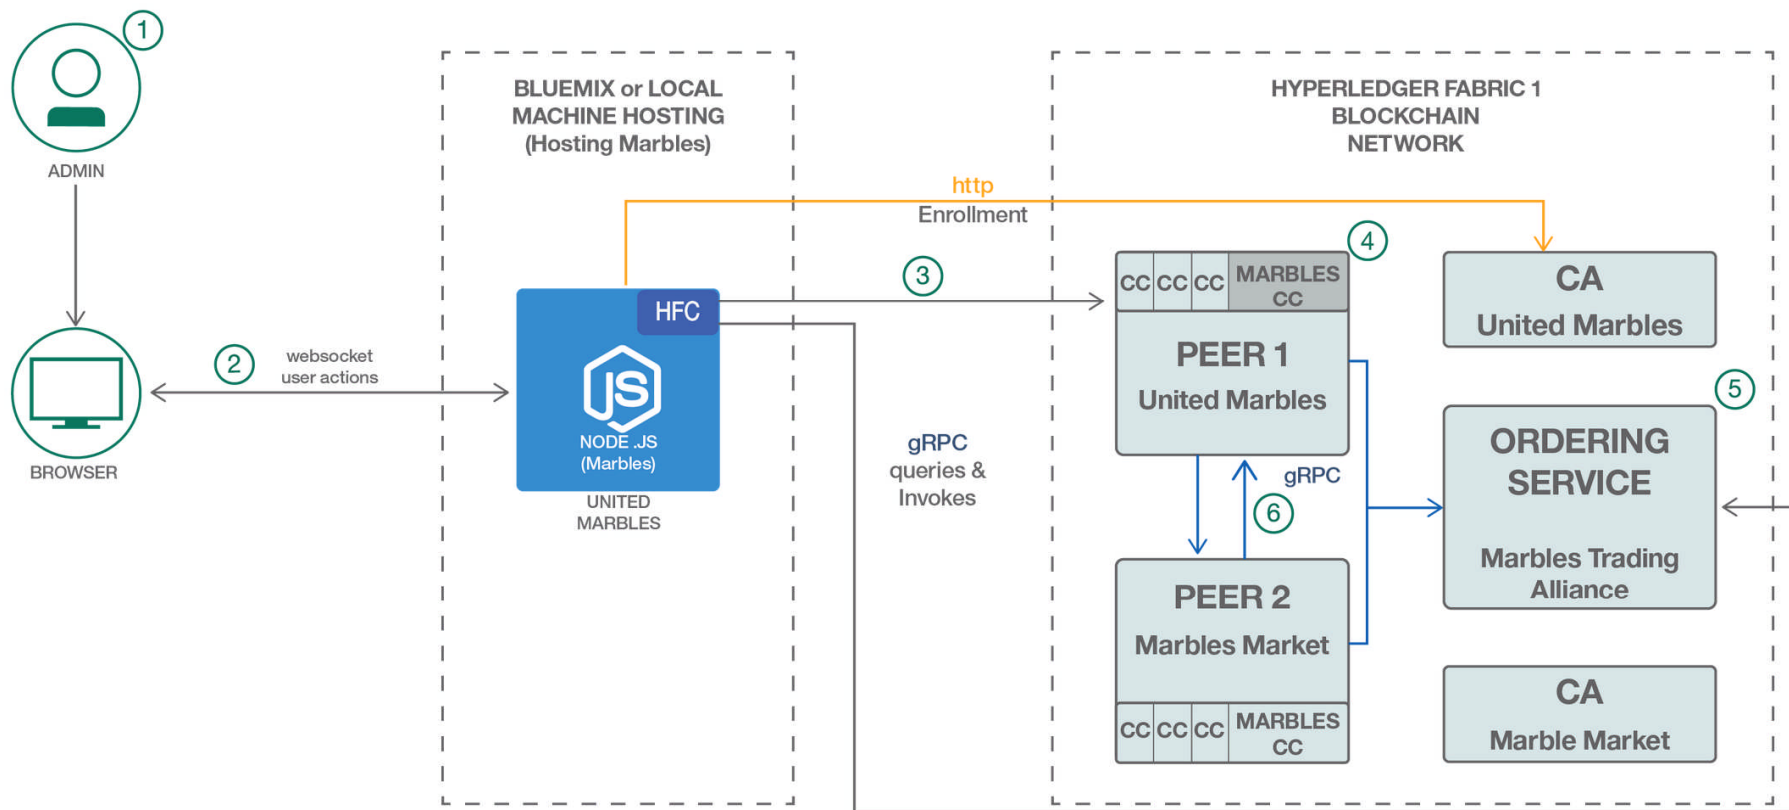 1
ADMIN
BROWSER
2
websocket
user actions
BLUEMIX or LOCAL
MACHINE HOSTING
(Hosting Marbles)
HFC
JS
NODE .JS
(Marbles)
UNITED
MARBLES
http
Enrollment
3
gRPC
queries &
Invokes
HYPERLEDGER FABRIC 1
BLOCKCHAIN
NETWORK
4
CC CC CC MARBLES
CC
PEER 1
United Marbles
gRPC
6
PEER 2
Marbles Market
CC CC CC MARBLES
CC
CA
United Marbles
5
ORDERING
SERVICE
Marbles Trading
Alliance
CA
Marble Market